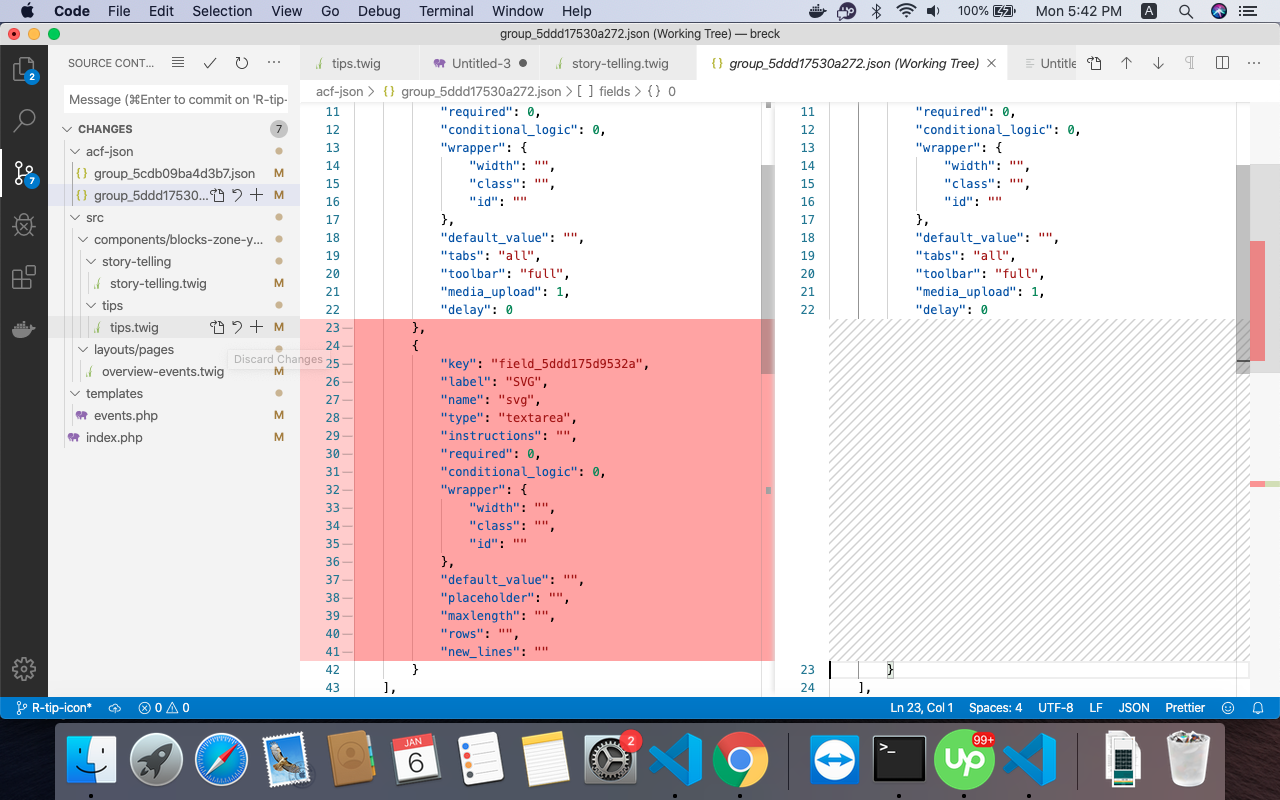 Code File Edit Selection View Go Debug Terminal Window Help 100% Mon 5:42 PM A
group_5ddd17530a272.json (Working Tree) — breck
SOURCE CONT...
tips.twig Untitled-3 story-telling.twig {} group_5ddd17530a272.json (Working Tree) Untitle
acf-json > {} group_5ddd17530a272.json > [ ] fields > {} 0
2
Message (⌘Enter to commit on 'R-tip-
CHANGES 7
acf-json
{} group_5cdb09ba4d3b7.json M
7
{} group_5ddd17530... M
src
components/blocks-zone-y...
story-telling
story-telling.twig M
tips
tips.twig M
layouts/pages
Discard Changes
overview-events.twig M
templates
events.php M
index.php M
11 "required": 0,
12 "conditional_logic": 0,
13 "wrapper": {
14 "width": "",
15 "class": "",
16 "id": ""
17 },
18 "default_value": "",
19 "tabs": "all",
20 "toolbar": "full",
21 "media_upload": 1,
22 "delay": 0
23— },
24— {
25— "key": "field_5ddd175d9532a",
26— "label": "SVG",
27— "name": "svg",
28— "type": "textarea",
29— "instructions": "",
30— "required": 0,
31— "conditional_logic": 0,
32— "wrapper": {
33— "width": "",
34— "class": "",
35— "id": ""
36— },
37— "default_value": "",
38— "placeholder": "",
39— "maxlength": "",
40— "rows": "",
41— "new_lines": ""
42 }
43 ],
11 "required": 0,
12 "conditional_logic": 0,
13 "wrapper": {
14 "width": "",
15 "class": "",
16 "id": ""
17 },
18 "default_value": "",
19 "tabs": "all",
20 "toolbar": "full",
21 "media_upload": 1,
22 "delay": 0
23 }
24 ],
R-tip-icon* 0 0 Ln 23, Col 1 Spaces: 4 UTF-8 LF JSON Prettier
JAN
6
2
>_
up
99+